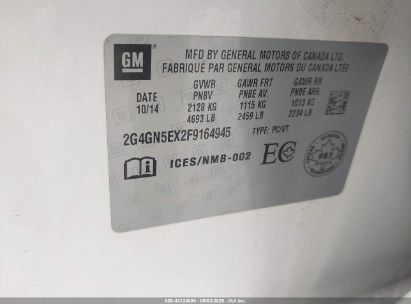 GM
MFD BY GENERAL MOTORS OF CANADA LTD.
FABRIQUÉ PAR GENERAL MOTORS DU CANADA LTÉE
GVWR GAWR FRT GAWR RR
DATE PNBV PNBE AV. PNBE ARR.
10/14 2128 KG 1115 KG 1013 KG
4693 LB 2459 LB 2234 LB
2G4GN5EX2F9164945 TYPE: PC/VT
ICES/NMB-002 EC